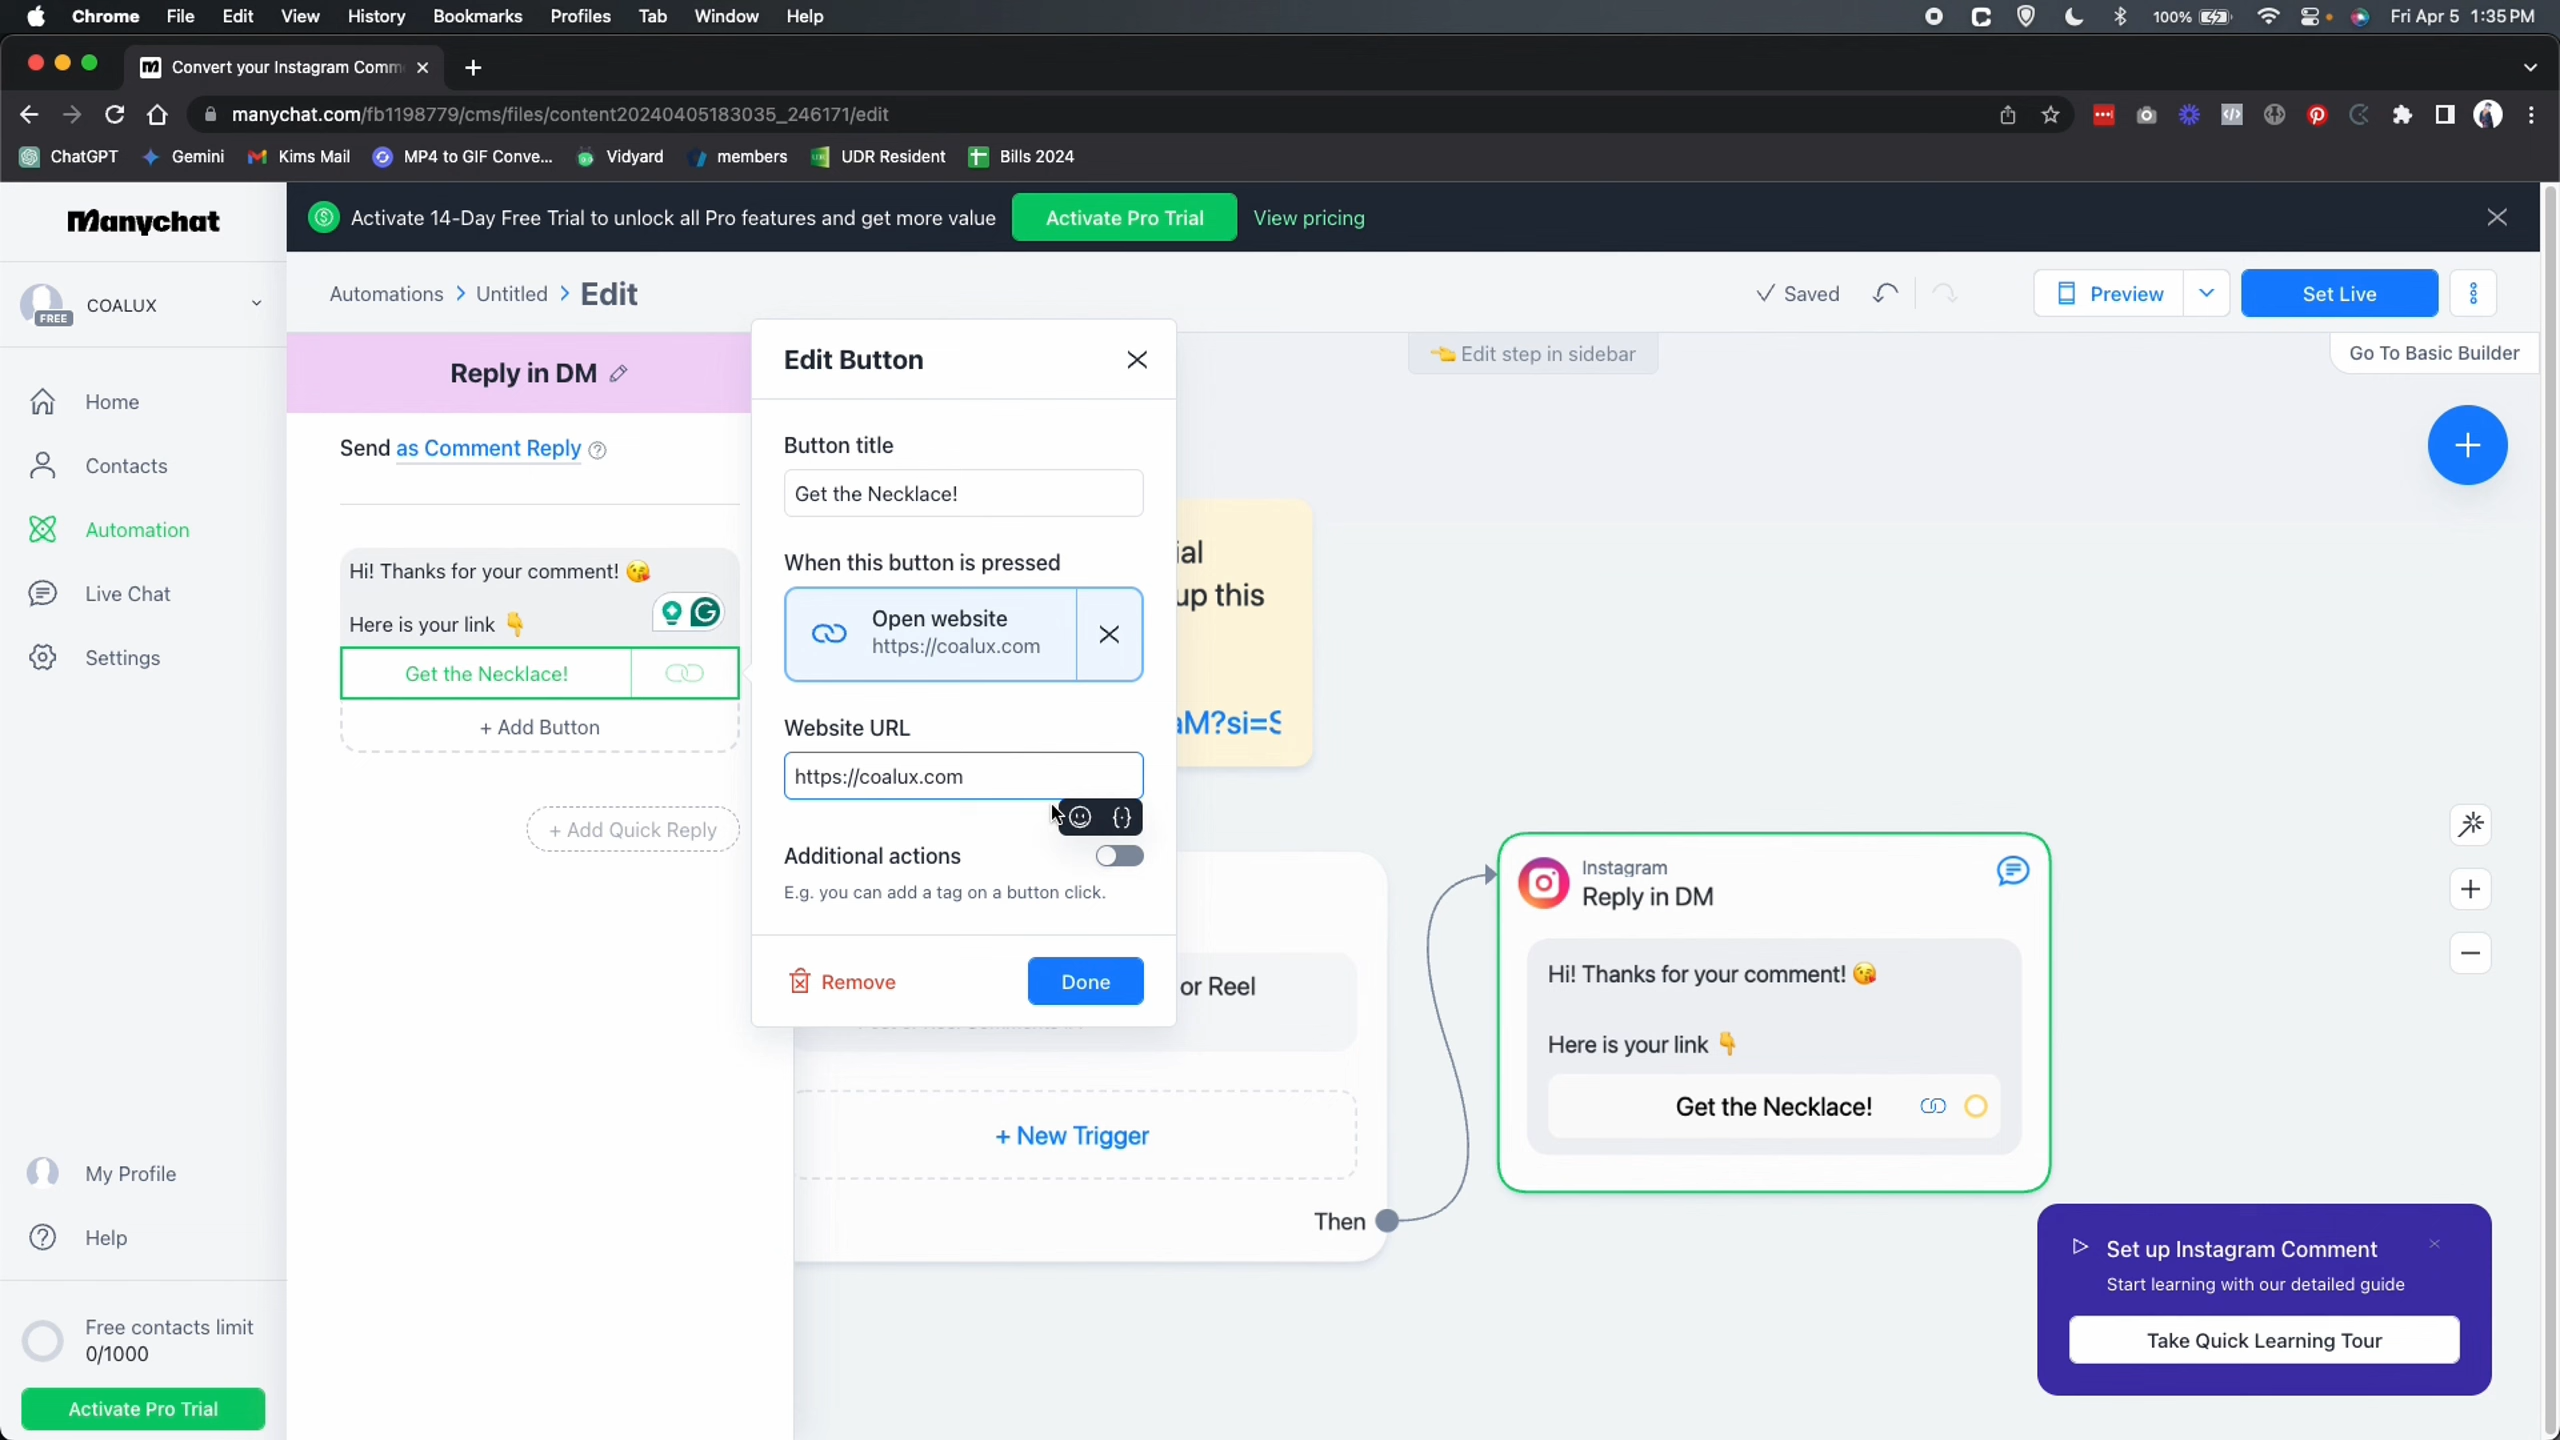 Chrome File Edit View History Bookmarks Profiles Tab Window Help 100% Fri Apr 5 1:35 PM
Convert your Instagram Comm
manychat.com/fb1198779/cms/files/content20240405183035_246171/edit
ChatGPT Gemini Kims Mail MP4 to GIF Conve... Vidyard members UDR Resident Bills 2024
Manychat
Activate 14-Day Free Trial to unlock all Pro features and get more value Activate Pro Trial View pricing
COALUX
FREE
Home
Contacts
Automation
Live Chat
Settings
My Profile
Help
Free contacts limit
0/1000
Activate Pro Trial
Automations > Untitled > Edit
Saved
Preview
Set Live
Reply in DM
Send as Comment Reply
Hi! Thanks for your comment! 😘
Here is your link 👇
Get the Necklace!
+ Add Button
+ Add Quick Reply
Edit Button
Button title
Get the Necklace!
When this button is pressed
Open website
https://coalux.com
Website URL
https://coalux.com
Additional actions
E.g. you can add a tag on a button click.
Remove
Done
👈 Edit step in sidebar
Go To Basic Builder
ial
up this
aM?si=S
or Reel
+ New Trigger
Then
Instagram
Reply in DM
Hi! Thanks for your comment! 😘
Here is your link 👇
Get the Necklace!
Set up Instagram Comment
Start learning with our detailed guide
Take Quick Learning Tour